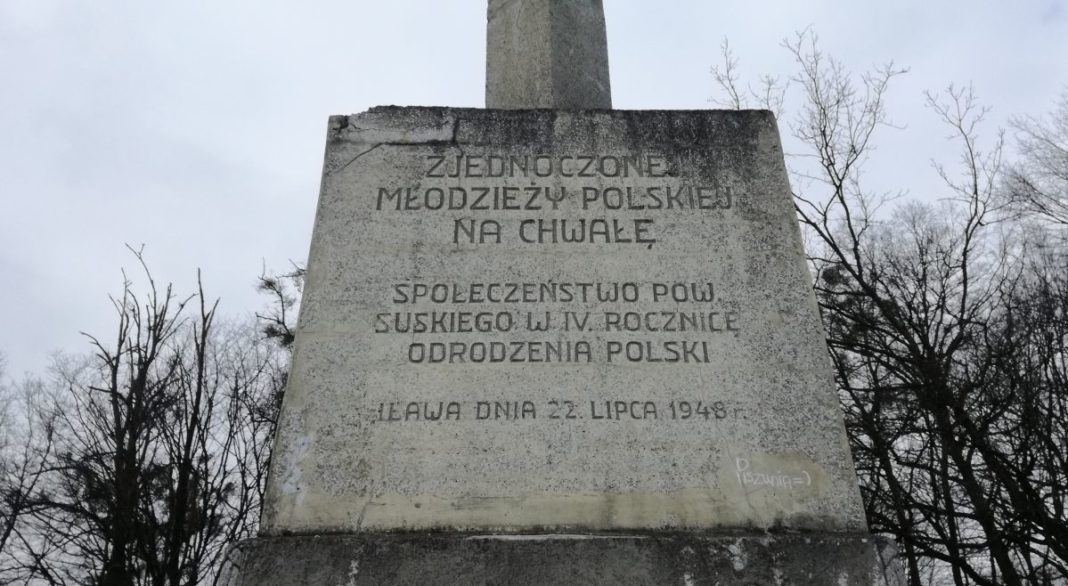 ZJEDNOCZONEJ
MŁODZIEŻY POLSKIEJ
NA CHWAŁĘ
SPOŁECZEŃSTWO POW.
SUSKIEGO W IV. ROCZNICĘ
ODRODZENIA POLSKI
IŁAWA DNIA 22. LIPCA 1948 r.